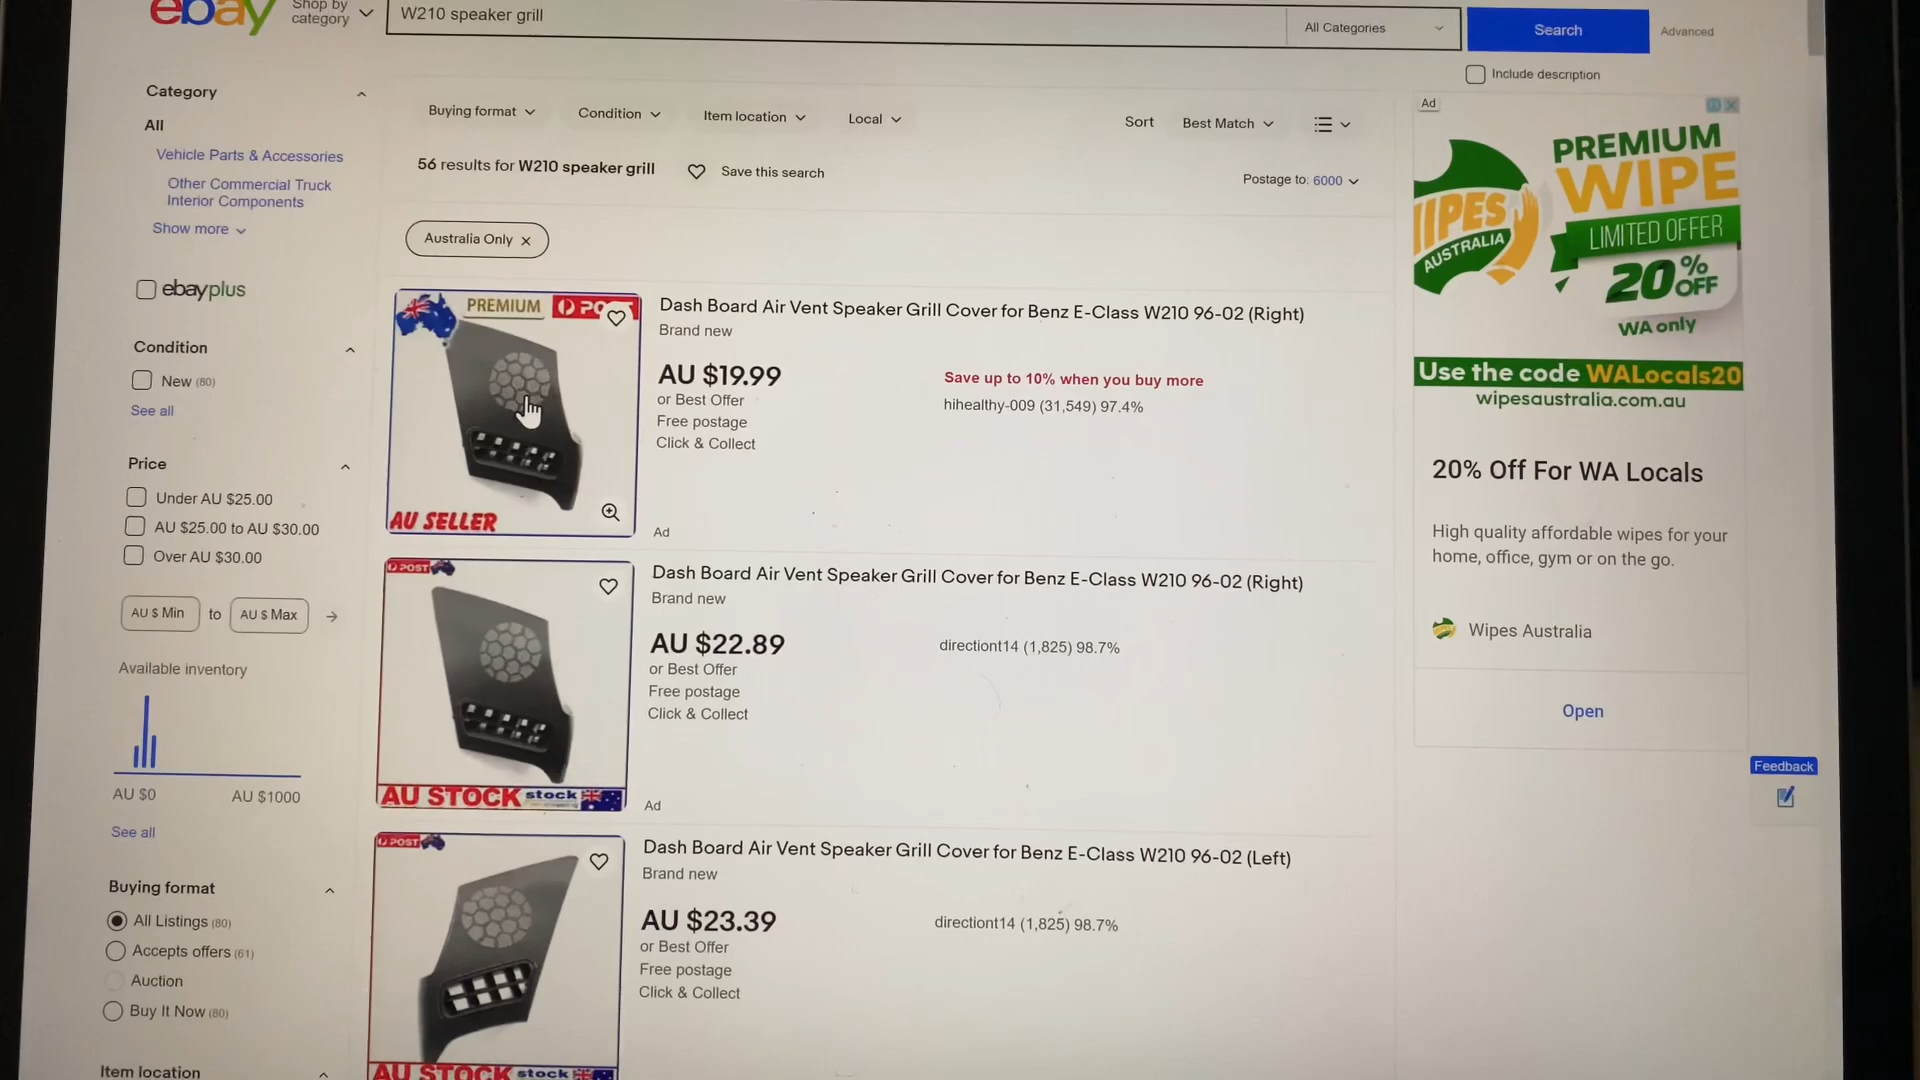 ebay
Shop by
category
W210 speaker grill
All Categories
Search
Advanced
Include description
Category
All
Vehicle Parts & Accessories
Other Commercial Truck
Interior Components
Show more
ebayplus
Condition
New (80)
See all
Price
Under AU $25.00
AU $25.00 to AU $30.00
Over AU $30.00
AU $ Min to AU $ Max
Available inventory
AU $0 AU $1000
See all
Buying format
All Listings (80)
Accepts offers (61)
Auction
Buy It Now (80)
Item location
Buying format Condition Item location Local
Sort Best Match
56 results for W210 speaker grill
Save this search
Postage to: 6000
Australia Only
PREMIUM
AU SELLER
Dash Board Air Vent Speaker Grill Cover for Benz E-Class W210 96-02 (Right)
Brand new
AU $19.99
or Best Offer
Free postage
Click & Collect
Save up to 10% when you buy more
hihealthy-009 (31,549) 97.4%
Ad
POST
AU STOCK stock
Dash Board Air Vent Speaker Grill Cover for Benz E-Class W210 96-02 (Right)
Brand new
AU $22.89
or Best Offer
Free postage
Click & Collect
direction14 (1,825) 98.7%
Ad
POST
AU STOCK stock
Dash Board Air Vent Speaker Grill Cover for Benz E-Class W210 96-02 (Left)
Brand new
AU $23.39
or Best Offer
Free postage
Click & Collect
direction14 (1,825) 98.7%
Ad
WIPES
AUSTRALIA
PREMIUM
WIPE
LIMITED OFFER
20% OFF
WA only
Use the code WALocals20
wipesaustralia.com.au
20% Off For WA Locals
High quality affordable wipes for your
home, office, gym or on the go.
Wipes Australia
Open
Feedback